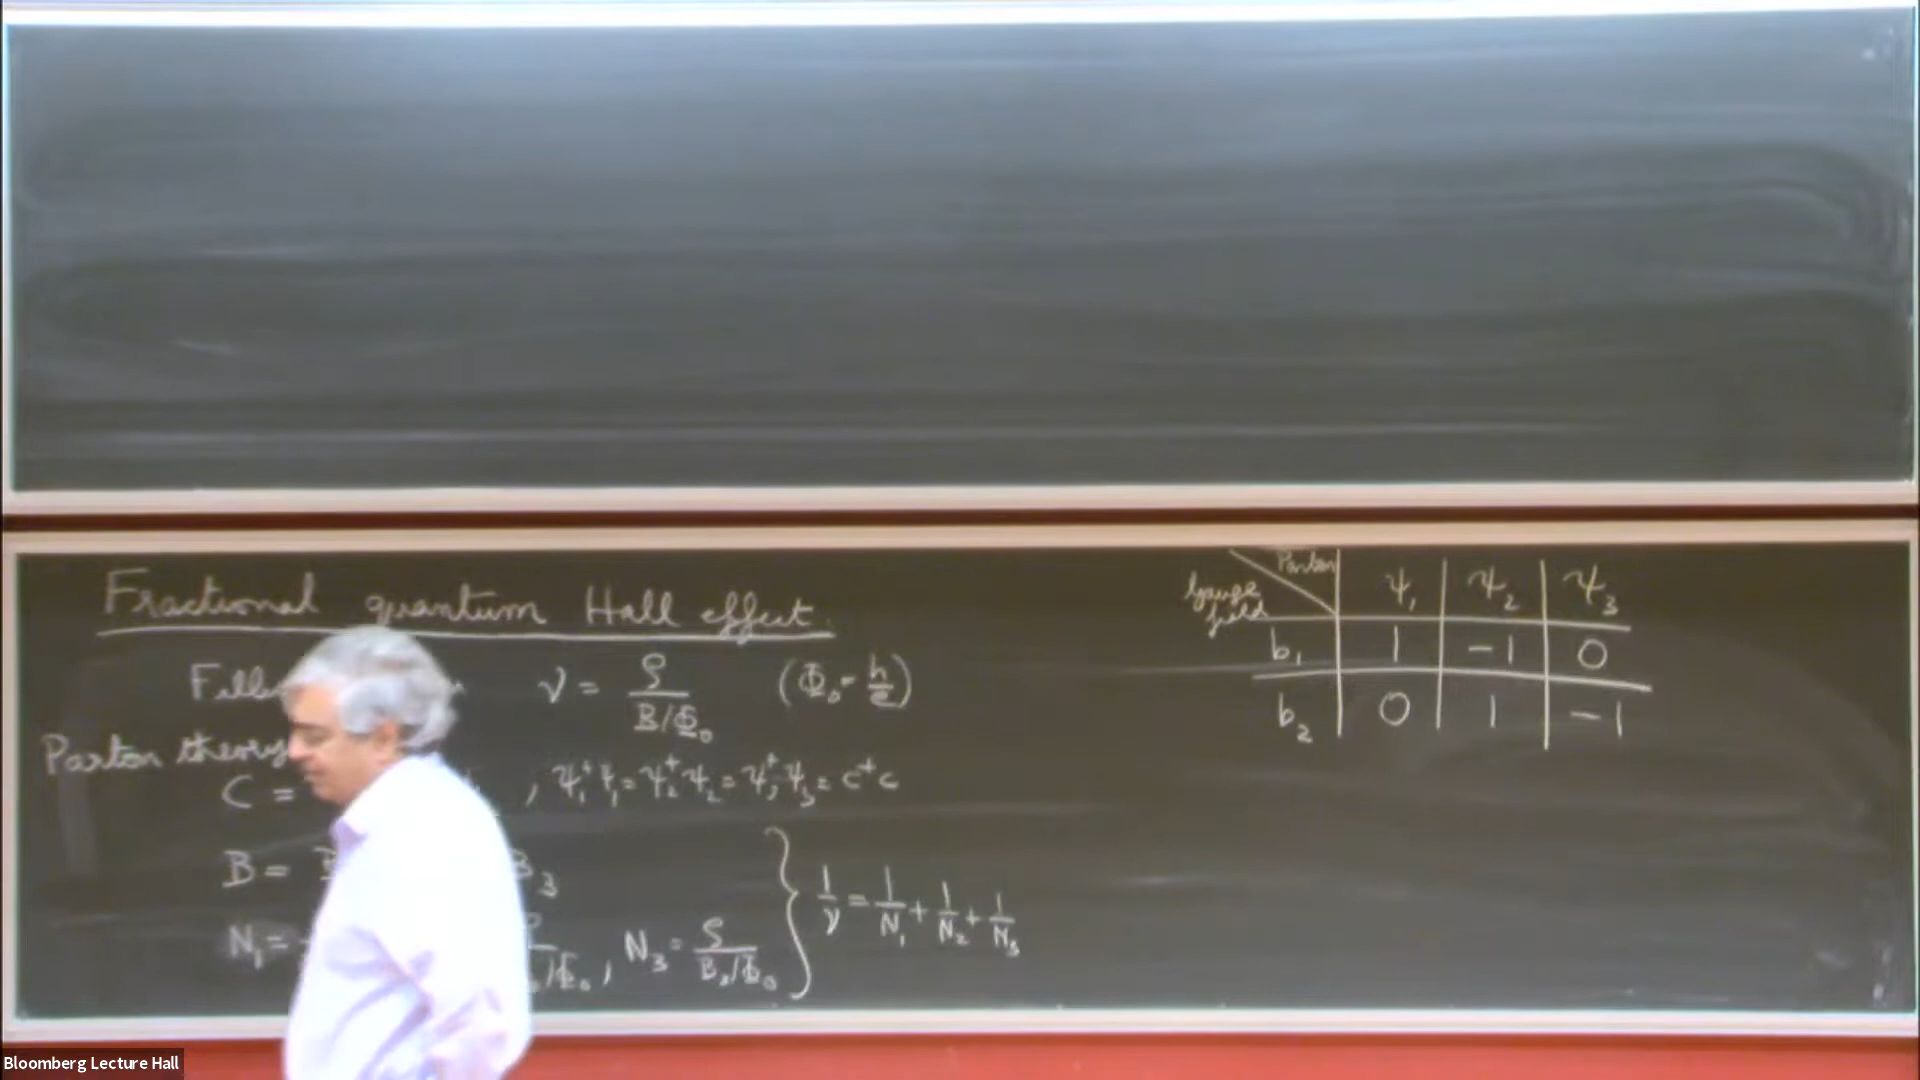 Fractional quantum Hall effect.
ν = ρ / (B/Φ₀) (Φ₀ = h/e)
Parton theory
C = , ψ₁⁺ψ₁ = ψ₂⁺ψ₂ = ψ₃⁺ψ₃ = c⁺c
B = B₃
N₁ = /Φ₀ , N₃ = ρ / (B₃/Φ₀) } 1/ν = 1/N₁ + 1/N₂ + 1/N₃
Parton ψ₁ ψ₂ ψ₃
Gauge field
b₁ 1 -1 0
b₂ 0 1 -1
Bloomberg Lecture Hall